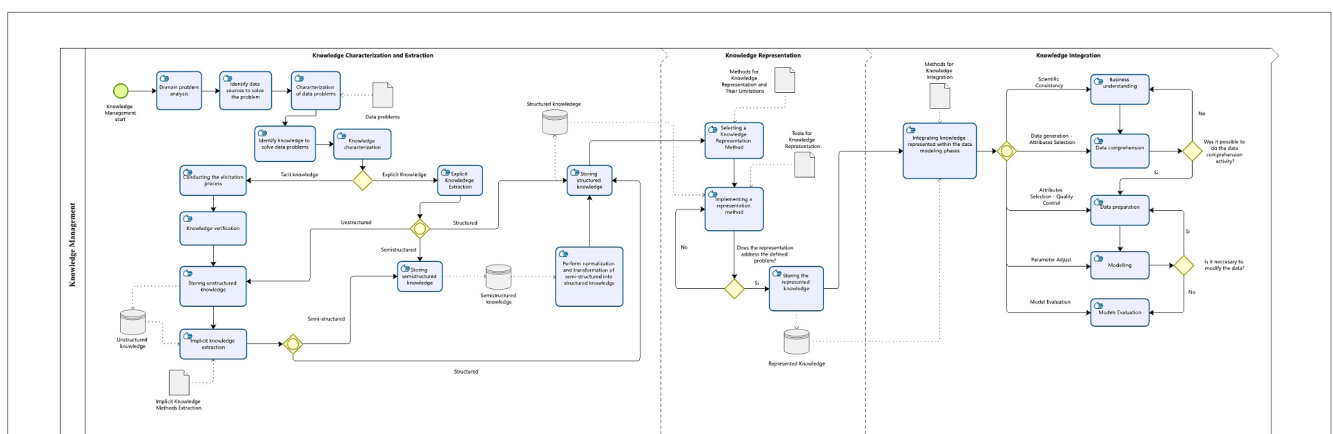 Knowledge Management
Knowledge Characterization and Extraction
Knowledge Representation
Knowledge Integration
Knowledge
Management
start
Domain problem
analysis
Identify data
sources to solve
the problem
Characterization
of data problems
Data problems
Identify knowledge to
solve data problems
Knowledge
characterization
Tacit knowledge
Explicit Knowledge
Conducting the elicitation
process
Explicit
Knowledge
Extraction
Knowledge verification
Unstructured
Structured
Semistructured
Storing unstructured
knowledge
Storing
semistructured
knowledge
Semistructured
knowledge
Unstructured
knowledge
Implicit knowledge
extraction
Semi-structured
Structured
Implicit Knowledge
Methods Extraction
Structured knowledege
Storing
structured
knowledge
Perform normalization
and transformation of
semi-structured into
structured knowledge
Methods for
Knowledge
Representation and
Their Limitations
Selecting a
Knowledge
Representation
Method
Tools for
Knowledge
Representation
Implementing a
representation
method
No
Does the representation
address the defined
problem?
Si
Storing the
represented
knowledge
Represented Knowledge
Methods for
Knowledge
Integration
Integrating knowledge
represented within the data
modeling phases
Scientific
Consistency
Business
understanding
No
Data generation -
Attributes Selection
Data comprehension
Was it possible to
do the data
comprehension
activity?
Si
Attributes
Selection - Quality
Control
Data preparation
Si
Parameter Adjust
Modelling
Is it neccesary to
modify the data?
No
Model Evaluation
Models Evaluation